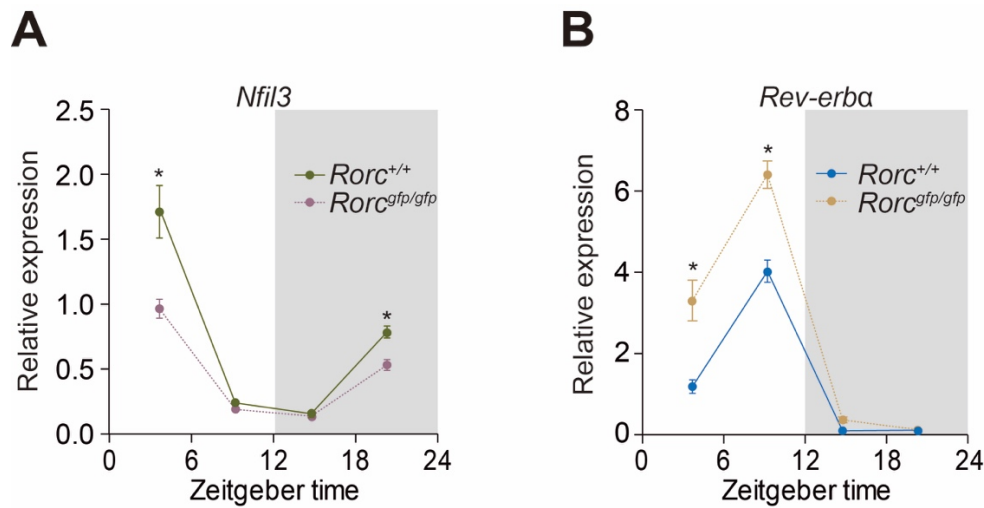 A
Nfil3
Relative expression
2.5
2.0
1.5
1.0
0.5
0.0
*
*
Rorc+/+
Rorcgfp/gfp
0 6 12 18 24
Zeitgeber time
B
Rev-erbα
Relative expression
8
6
4
2
0
*
*
Rorc+/+
Rorcgfp/gfp
0 6 12 18 24
Zeitgeber time